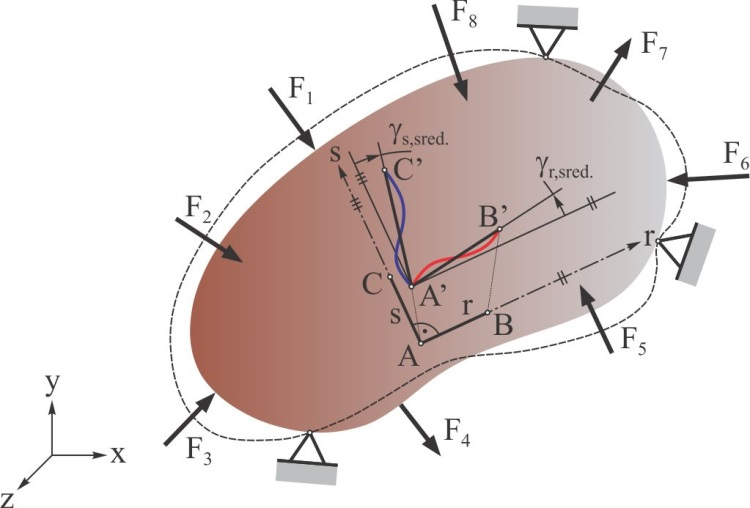 F8
F7
F1
γs,sred.
s
C'
F6
γr,sred.
F2
B'
r
C
A'
r
s
B
A
F5
y
F4
F3
x
z